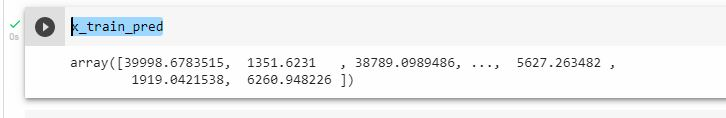 x_train_pred
0s
array([39998.6783515,  1351.6231   , 38789.0989486, ...,  5627.263482 ,
        1919.0421538,  6260.948226 ])